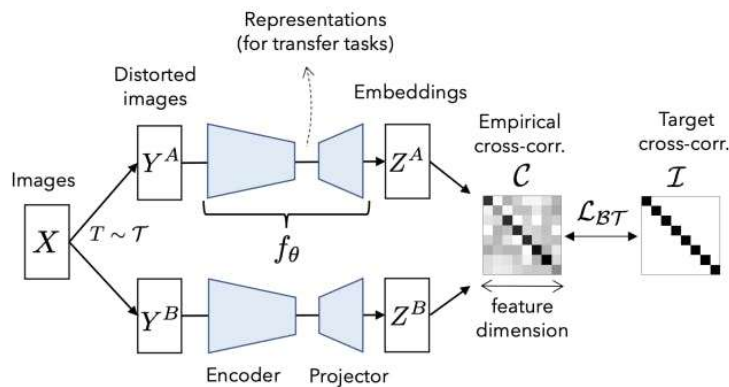 Representations
(for transfer tasks)
Distorted
images
Embeddings
Empirical
cross-corr.
Target
cross-corr.
Images
Y^A
Z^A
C
I
X
T ~ T
f_θ
L_BT
Y^B
Z^B
feature
dimension
Encoder
Projector